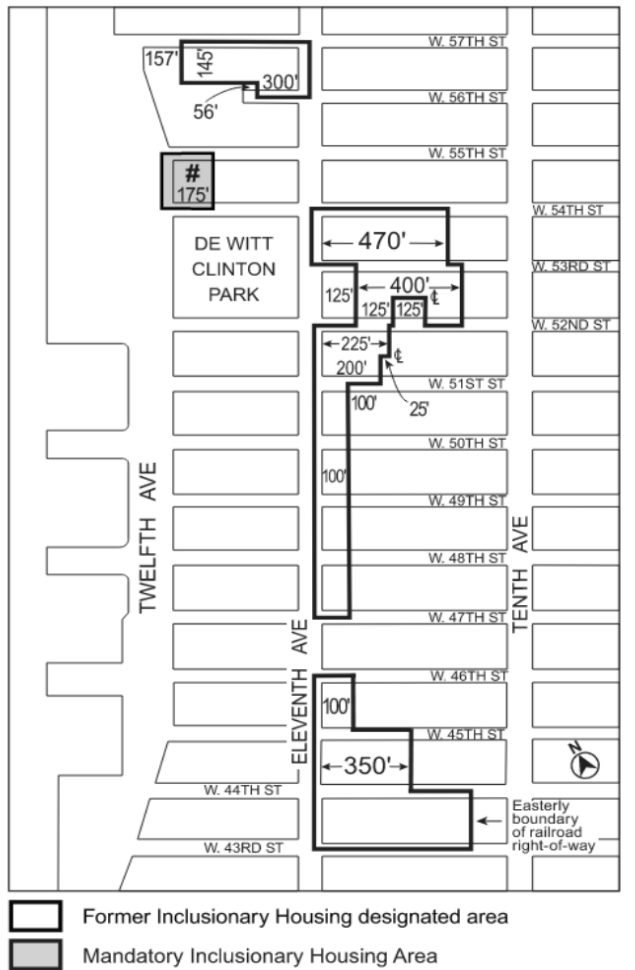 W. 57TH ST
157'
145'
300'
W. 56TH ST
56'
W. 55TH ST
#
175'
W. 54TH ST
DE WITT
CLINTON
PARK
470'
W. 53RD ST
400'
125'
125'
125'
℄
W. 52ND ST
225'
℄
200'
W. 51ST ST
100'
25'
W. 50TH ST
100'
W. 49TH ST
TWELFTH AVE
TENTH AVE
W. 48TH ST
W. 47TH ST
ELEVENTH AVE
W. 46TH ST
100'
W. 45TH ST
350'
N
W. 44TH ST
Easterly
boundary
of railroad
right-of-way
W. 43RD ST
Former Inclusionary Housing designated area
Mandatory Inclusionary Housing Area